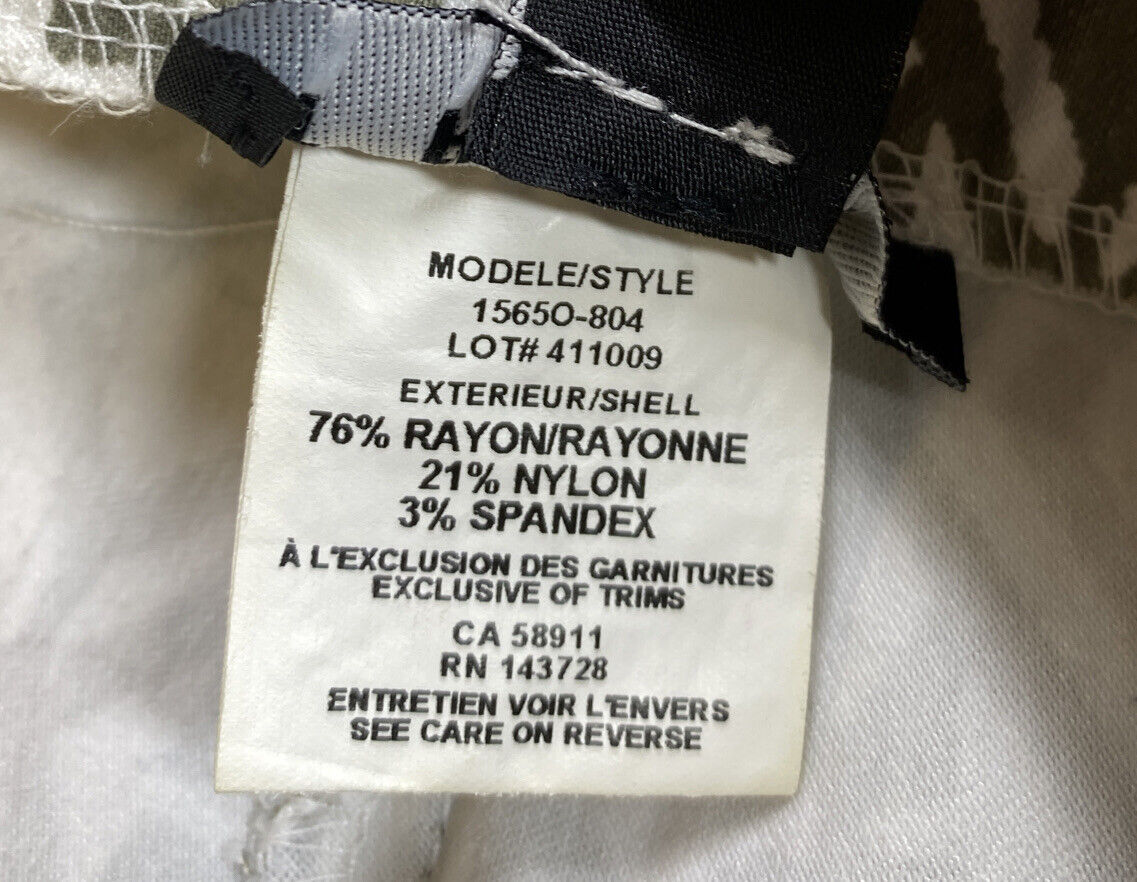 MODELE/STYLE
1565O-804
LOT# 411009
EXTERIEUR/SHELL
76% RAYON/RAYONNE
21% NYLON
3% SPANDEX
À L'EXCLUSION DES GARNITURES
EXCLUSIVE OF TRIMS
CA 58911
RN 143728
ENTRETIEN VOIR L'ENVERS
SEE CARE ON REVERSE